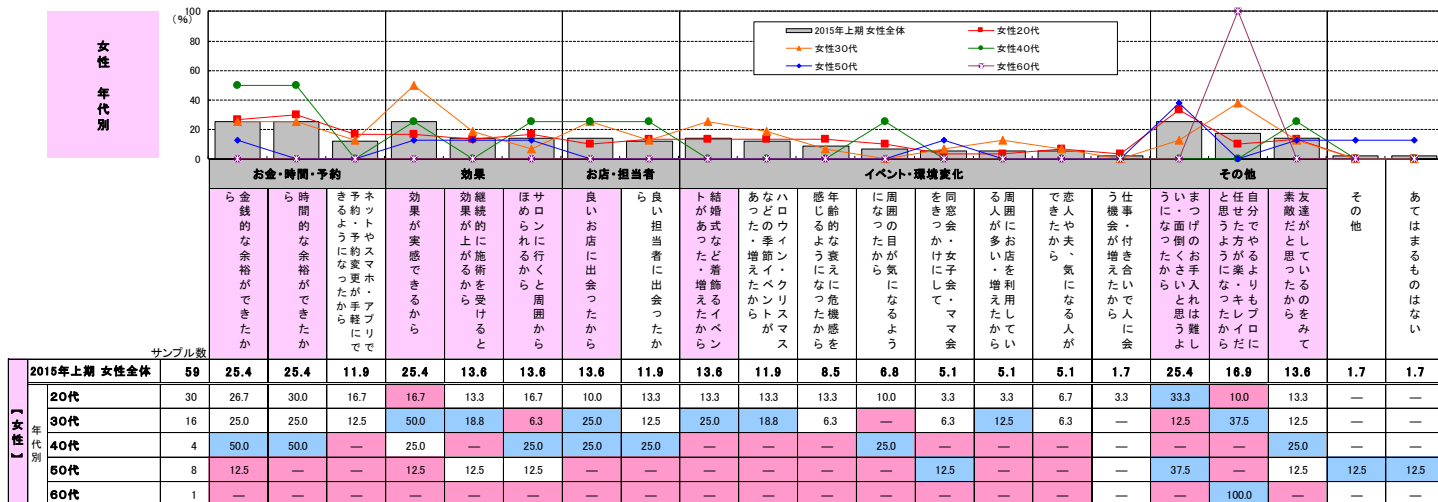 女性 年代別
（%）
100
80
60
40
20
0
2015年上期 女性全体
女性20代
女性30代
女性40代
女性50代
女性60代
お金・時間・予約
効果
お店・担当者
イベント・環境変化
その他
金銭的な余裕ができたから
時間的な余裕ができたから
ネットやスマホ・アプリで予約・予約変更が手軽にできるようになったから
効果が実感できるから
継続的に施術を受けると効果が上がるから
サロンに行くと周囲からほめられるから
良いお店に出会ったから
良い担当者に出会ったから
結婚式など着飾るイベントがあった・増えたから
ハロウィン・クリスマスなどの季節イベントがあった・増えたから
年齢的な衰えに危機感を感じるようになったから
周囲の目が気になるようになったから
同窓会・女子会・ママ会をきっかけにして
周囲にお店を利用している人が多い・増えたから
恋人や夫、気になる人ができたから
仕事・付き合いで人に会う機会が増えたから
まつげのお手入れは難しい・面倒くさいと思うようになったから
自分でやるよりもプロに任せた方が楽・キレイだと思うようになったから
友達がしているのをみて素敵だと思ったから
その他
あてはまるものはない
サンプル数
2015年上期 女性全体 59 25.4 25.4 11.9 25.4 13.6 13.6 13.6 11.9 13.6 11.9 8.5 6.8 5.1 5.1 5.1 1.7 25.4 16.9 13.6 1.7 1.7
【女性】
年代別
20代 30 26.7 30.0 16.7 16.7 13.3 16.7 10.0 13.3 13.3 13.3 13.3 10.0 3.3 3.3 6.7 3.3 33.3 10.0 13.3 — —
30代 16 25.0 25.0 12.5 50.0 18.8 6.3 25.0 12.5 25.0 18.8 6.3 — 6.3 12.5 6.3 — 12.5 37.5 12.5 — —
40代 4 50.0 50.0 — 25.0 — 25.0 25.0 25.0 — — — 25.0 — — — — — — 25.0 — —
50代 8 12.5 — — 12.5 12.5 12.5 — — — — — — 12.5 — — — 37.5 — 12.5 12.5 12.5
60代 1 — — — — — — — — — — — — — — — — — 100.0 — — —